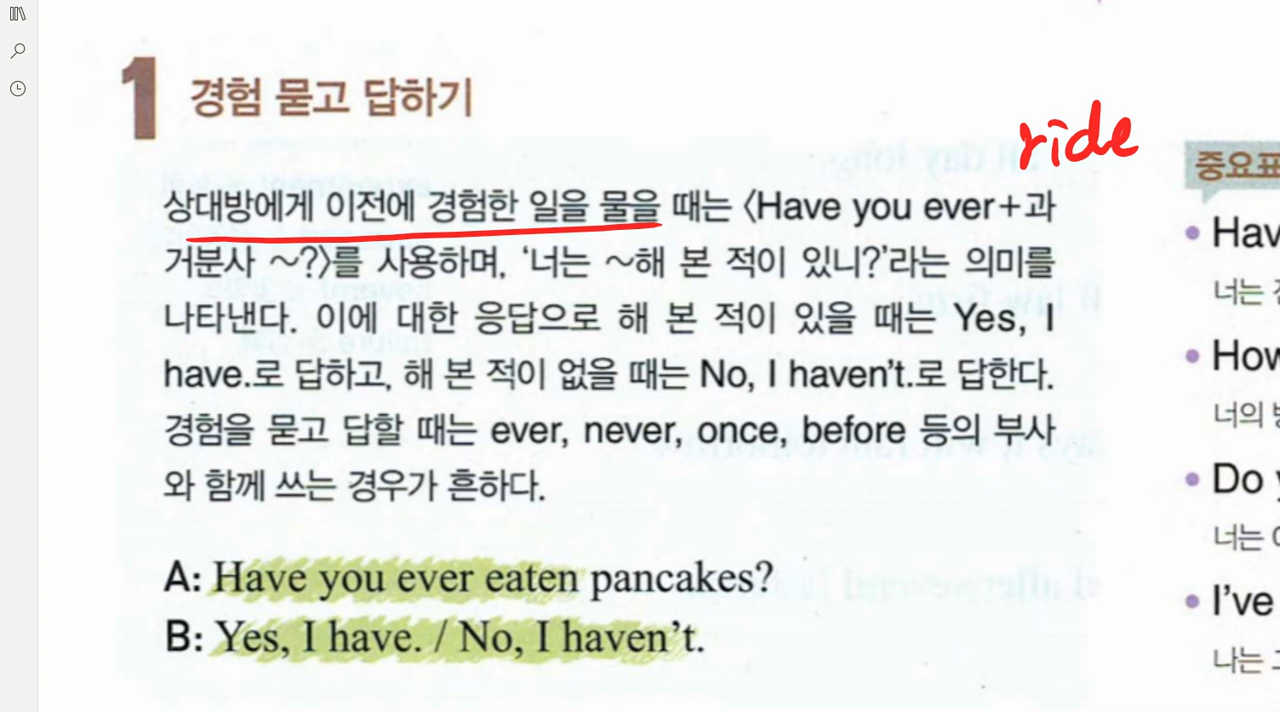 1 경험 묻고 답하기
ride
상대방에게 이전에 경험한 일을 물을 때는 〈Have you ever+과
거분사 ~?〉를 사용하며, '너는 ~해 본 적이 있니?'라는 의미를
나타낸다. 이에 대한 응답으로 해 본 적이 있을 때는 Yes, I
have.로 답하고, 해 본 적이 없을 때는 No, I haven't.로 답한다.
경험을 묻고 답할 때는 ever, never, once, before 등의 부사
와 함께 쓰는 경우가 흔하다.
A: Have you ever eaten pancakes?
B: Yes, I have. / No, I haven't.
중요표
• Hav
너는
• How
너의
• Do y
너는
• I've
나는